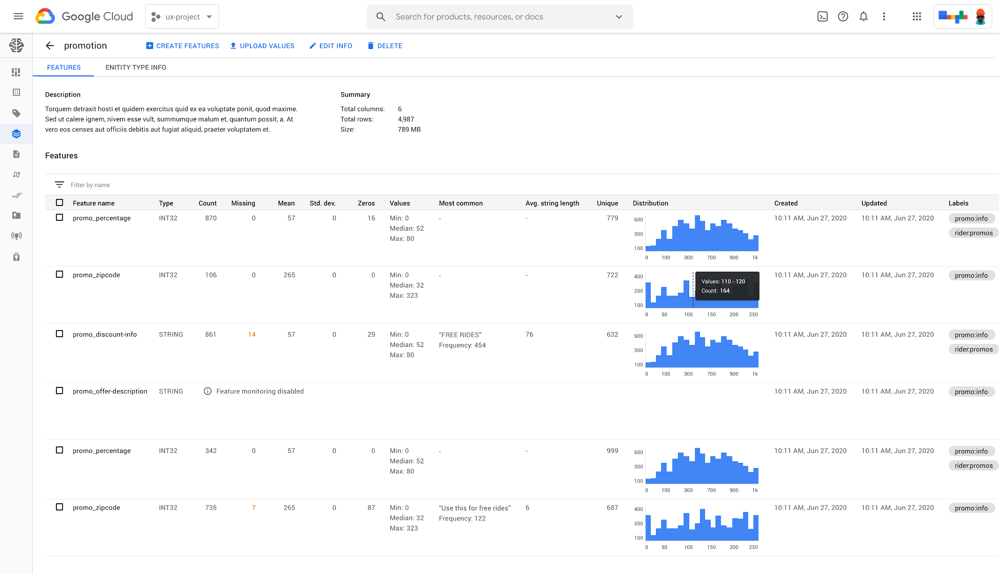 Google Cloud
ux-project
Search for products, resources, or docs
promotion
CREATE FEATURES
UPLOAD VALUES
EDIT INFO
DELETE
FEATURES
ENITITY TYPE INFO
Description
Torquem detraxit hosti et quidem exercitus quid ex ea voluptate ponit, quod maxime.
Sed ut calere ignem, nivem esse vult, summumque malum et, quantum possit, a. At
vero eos censes aut officiis debitis aut fugiat aliquid, praeter voluptatem et.
Summary
Total columns: 6
Total rows: 4,987
Size: 789 MB
Features
Filter by name
Feature name Type Count Missing Mean Std. dev. Zeros Values Most common Avg. string length Unique Distribution Created Updated Labels
promo_percentage INT32 870 0 57 0 16 Min: 0 - - 779 600 10:11 AM, Jun 27, 2020 10:11 AM, Jun 27, 2020 promo:info
Median: 52 300 rider:promos
Max: 80 100
0 100 300 700 900 1k
promo_zipcode INT32 106 0 265 0 0 Min: 0 - - 722 400 10:11 AM, Jun 27, 2020 10:11 AM, Jun 27, 2020 promo:info
Values: 110 - 120
Median: 32 200 Count: 164
Max: 323 100
0 50 100 150 200 250
promo_discount-info STRING 861 14 57 0 29 Min: 0 “FREE RIDES” 76 632 600 10:11 AM, Jun 27, 2020 10:11 AM, Jun 27, 2020 promo:info
Median: 52 Frequency: 454 300 rider:promos
Max: 80 100
0 100 300 700 900 1k
promo_offer-description STRING Feature monitoring disabled 10:11 AM, Jun 27, 2020 10:11 AM, Jun 27, 2020 promo:info
promo_percentage INT32 342 0 57 0 0 Min: 0 - - 999 600 10:11 AM, Jun 27, 2020 10:11 AM, Jun 27, 2020 promo:info
Median: 52 300 rider:promos
Max: 80 100
0 100 300 700 900 1k
promo_zipcode INT32 735 7 265 0 87 Min: 0 “Use this for free rides” 6 687 400 10:11 AM, Jun 27, 2020 10:11 AM, Jun 27, 2020 promo:info
Median: 32 Frequency: 122 200
Max: 323 100
0 50 100 150 200 250